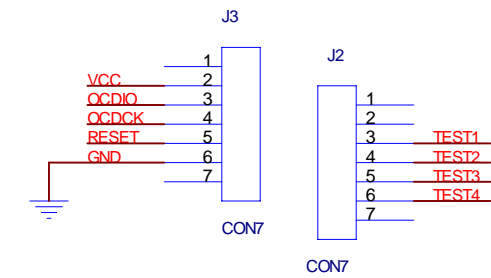 J3
1
VCC 2
OCDIO 3
OCDCK 4
RESET 5
GND 6
7
CON7
J2
1
2
3 TEST1
4 TEST2
5 TEST3
6 TEST4
7
CON7